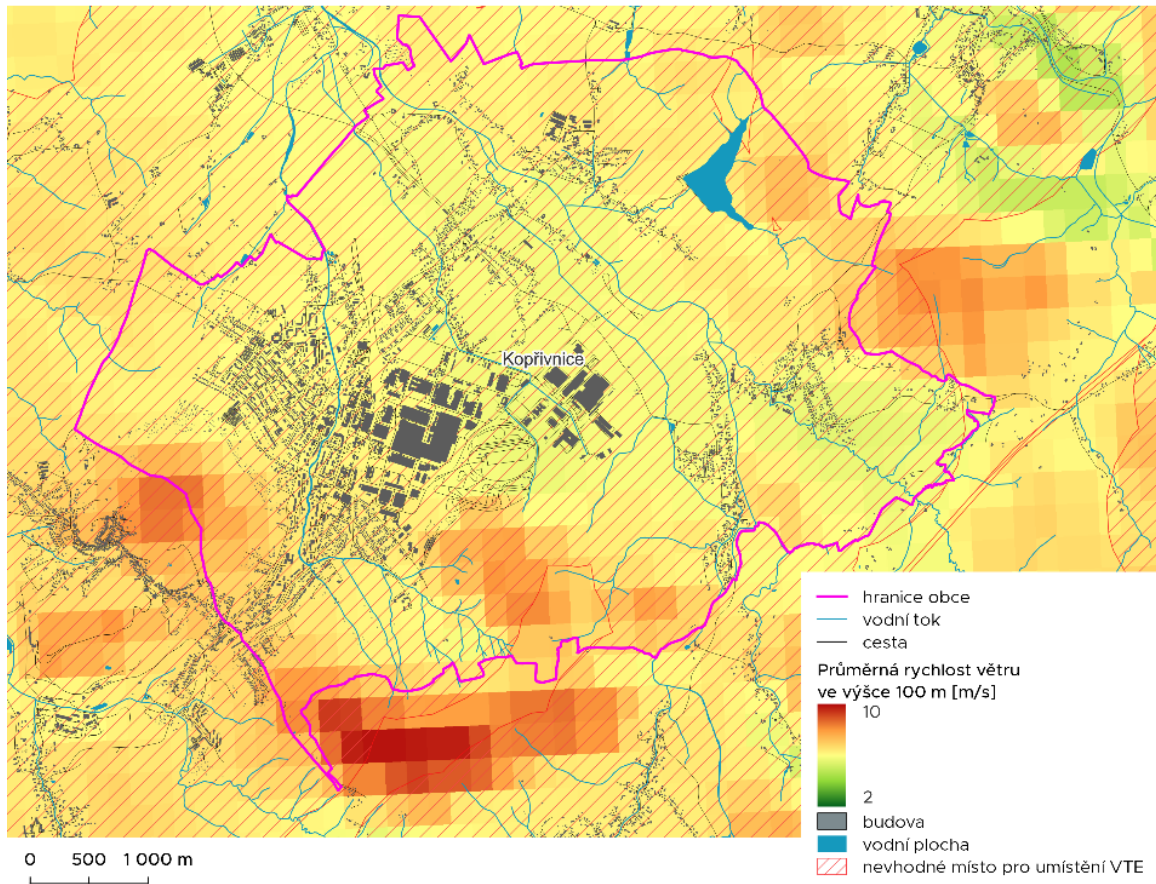 Kopřivnice
hranice obce
vodní tok
cesta
Průměrná rychlost větru
ve výšce 100 m [m/s]
10
2
budova
vodní plocha
nevhodné místo pro umístění VTE
0 500 1 000 m